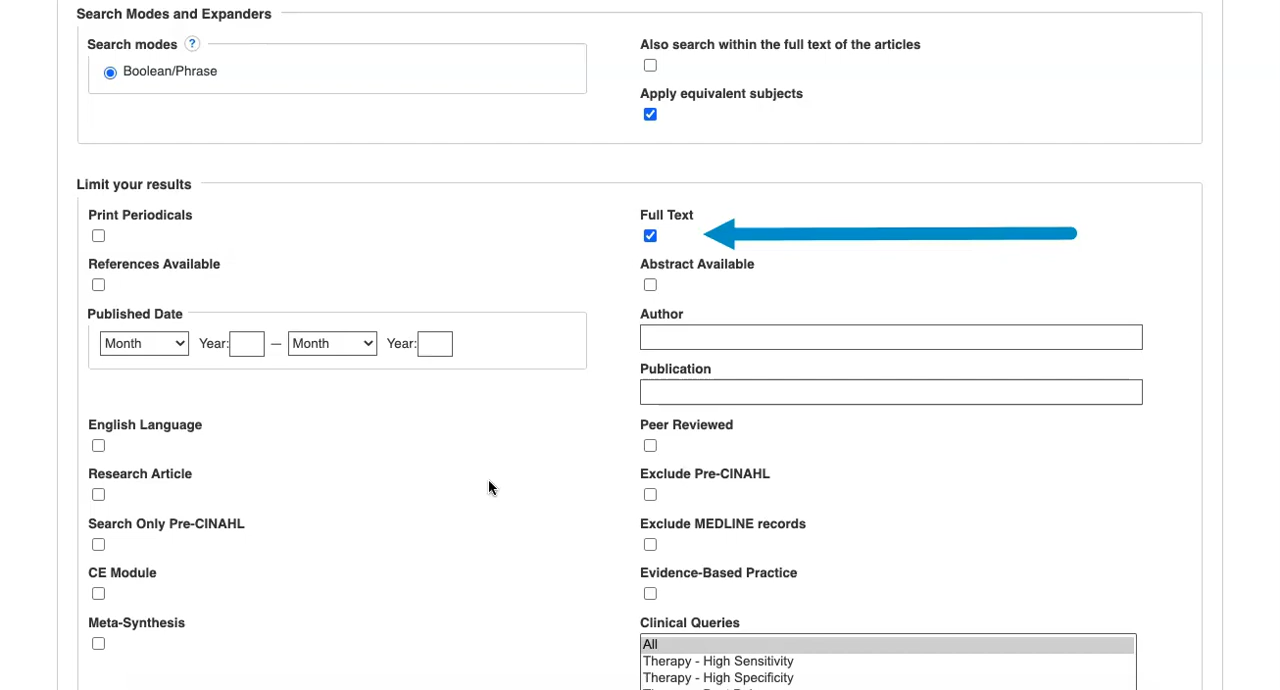 Search Modes and Expanders
Search modes ?
Boolean/Phrase
Also search within the full text of the articles
Apply equivalent subjects
Limit your results
Print Periodicals
Full Text
References Available
Abstract Available
Published Date
Month Year: — Month Year:
Author
Publication
English Language
Peer Reviewed
Research Article
Exclude Pre-CINAHL
Search Only Pre-CINAHL
Exclude MEDLINE records
CE Module
Evidence-Based Practice
Meta-Synthesis
Clinical Queries
All
Therapy - High Sensitivity
Therapy - High Specificity